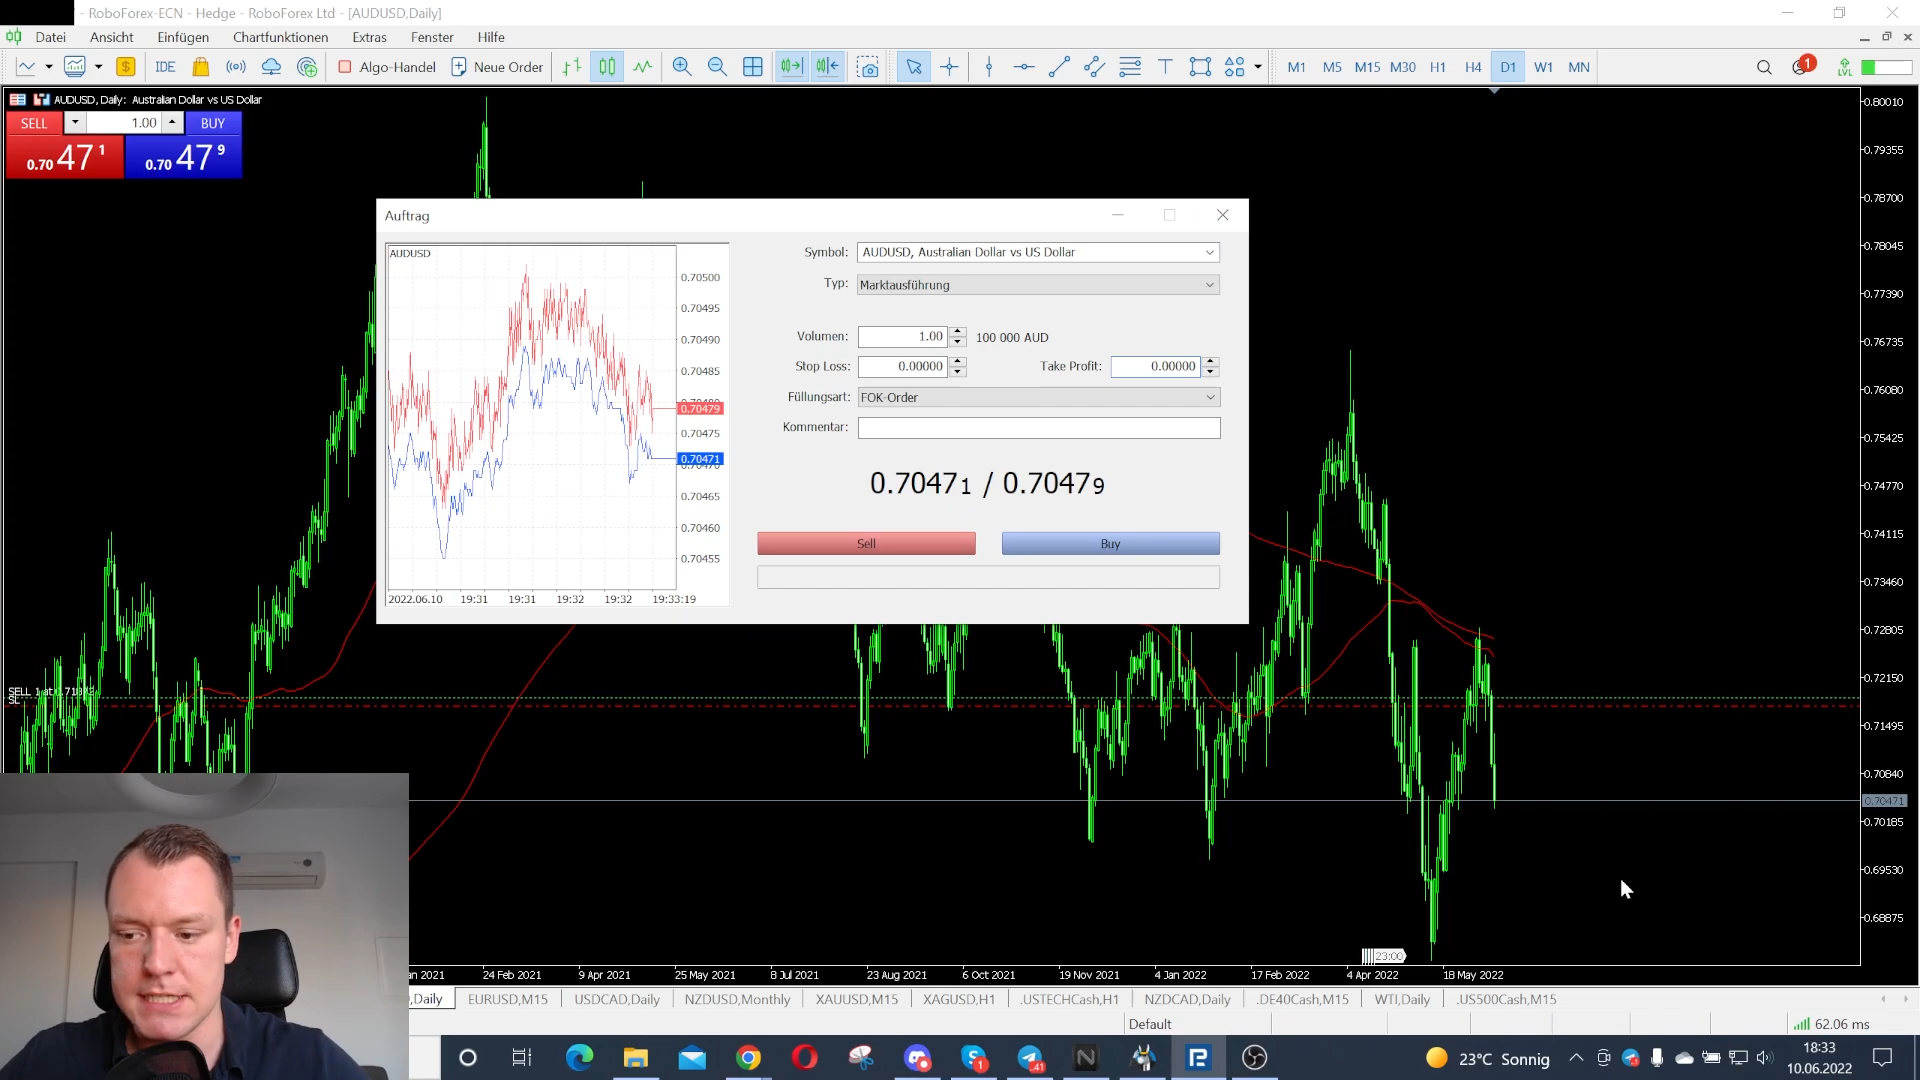 - RoboForex-ECN - Hedge - RoboForex Ltd - [AUDUSD,Daily]
Datei Ansicht Einfügen Chartfunktionen Extras Fenster Hilfe
IDE Algo-Handel Neue Order M1 M5 M15 M30 H1 H4 D1 W1 MN 1 LVL
AUDUSD, Daily: Australian Dollar vs US Dollar
SELL 1.00 BUY
0.70 47 1 0.70 47 9
Auftrag
AUDUSD
0.70500
0.70495
0.70490
0.70485
0.70479
0.70475
0.70471
0.70465
0.70460
0.70455
2022.06.10 19:31 19:31 19:32 19:32 19:33:19
Symbol: AUDUSD, Australian Dollar vs US Dollar
Typ: Marktausführung
Volumen: 1.00 100 000 AUD
Stop Loss: 0.00000 Take Profit: 0.00000
Füllungsart: FOK-Order
Kommentar:
0.70471 / 0.70479
Sell Buy
0.80010
0.79355
0.78700
0.78045
0.77390
0.76735
0.76080
0.75425
0.74770
0.74115
0.73460
0.72805
0.72150
0.71495
0.70840
0.70471
0.70185
0.69530
0.68875
SL
23:00
an 2021 24 Feb 2021 9 Apr 2021 25 May 2021 8 Jul 2021 23 Aug 2021 6 Oct 2021 19 Nov 2021 4 Jan 2022 17 Feb 2022 4 Apr 2022 18 May 2022
,Daily EURUSD,M15 USDCAD,Daily NZDUSD,Monthly XAUUSD,M15 XAGUSD,H1 .USTECHCash,H1 NZDCAD,Daily .DE40Cash,M15 WTI,Daily .US500Cash,M15
Default 62.06 ms
23°C Sonnig
18:33
10.06.2022